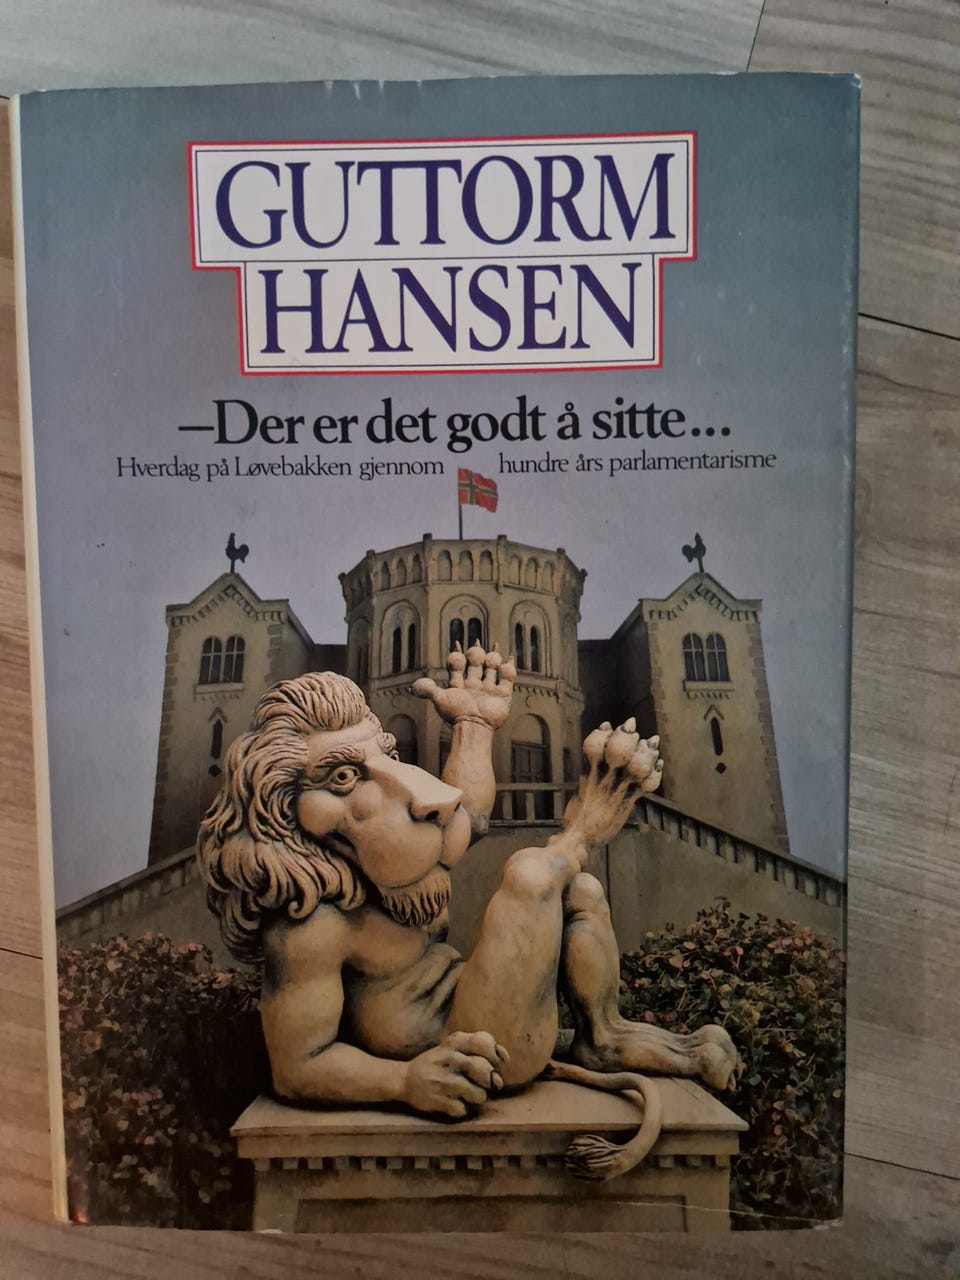 GUTTORM
HANSEN
–Der er det godt å sitte...
Hverdag på Løvebakken gjennom hundre års parlamentarisme